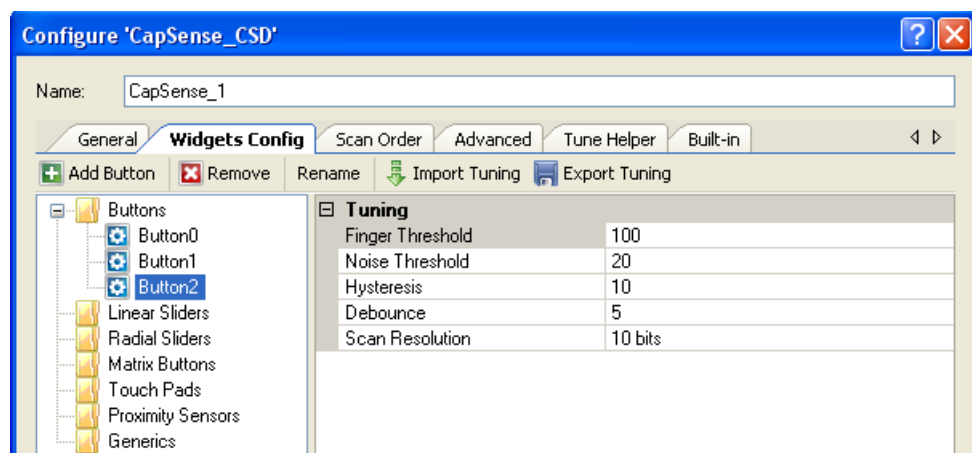 Configure 'CapSense_CSD'
Name: CapSense_1
General Widgets Config Scan Order Advanced Tune Helper Built-in
Add Button Remove Rename Import Tuning Export Tuning
Buttons
Button0
Button1
Button2
Linear Sliders
Radial Sliders
Matrix Buttons
Touch Pads
Proximity Sensors
Generics
Tuning
Finger Threshold 100
Noise Threshold 20
Hysteresis 10
Debounce 5
Scan Resolution 10 bits